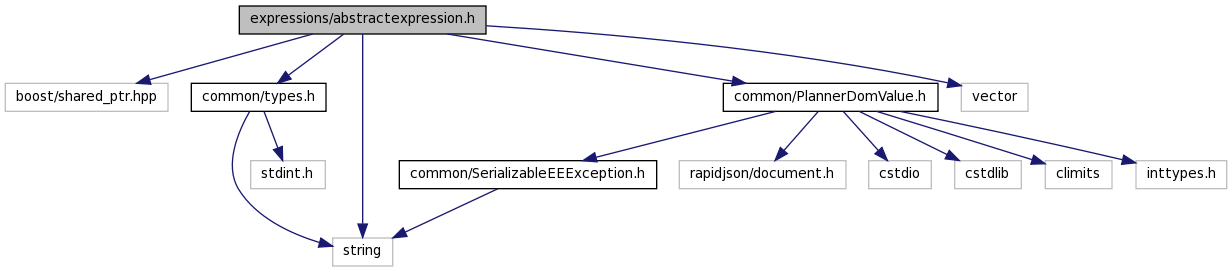 expressions/abstractexpression.h
boost/shared_ptr.hpp
common/types.h
common/PlannerDomValue.h
vector
stdint.h
common/SerializableEEException.h
rapidjson/document.h
cstdio
cstdlib
climits
inttypes.h
string